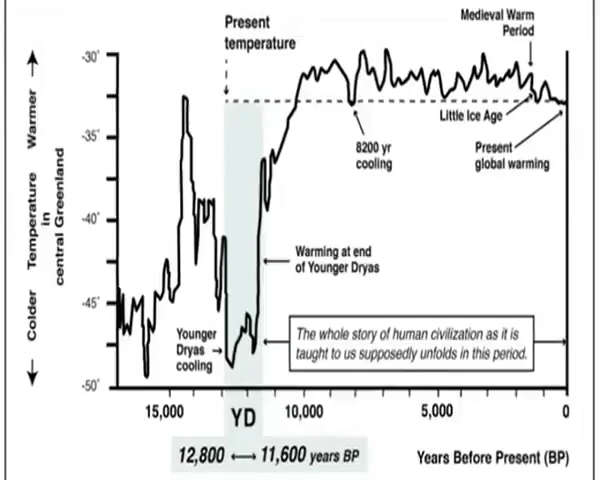 Medieval Warm
Period
Present
temperature
-30°
-35°
-40°
-45°
-50°
Colder Temperature Warmer
in
central Greenland
Little Ice Age
8200 yr
cooling
Present
global warming
Warming at end
of Younger Dryas
Younger
Dryas
cooling
The whole story of human civilization as it is
taught to us supposedly unfolds in this period.
15,000 YD 10,000 5,000 0
12,800 ⟷ 11,600 years BP
Years Before Present (BP)